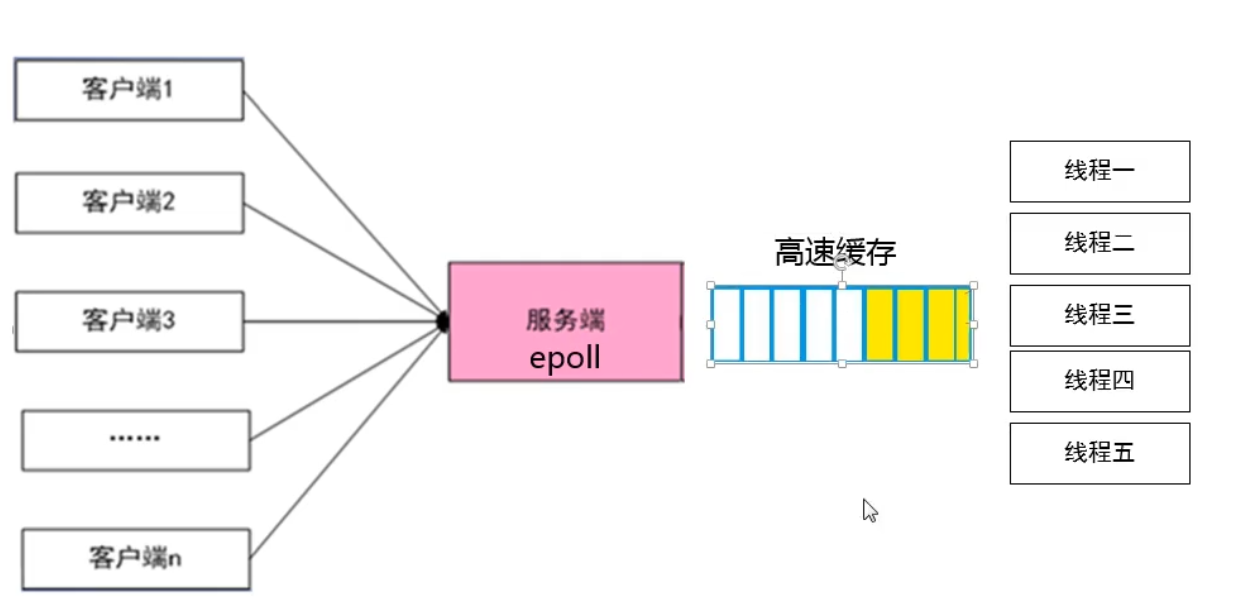 客户端1
客户端2
客户端3
……
客户端n
服务端
epoll
高速缓存
线程一
线程二
线程三
线程四
线程五